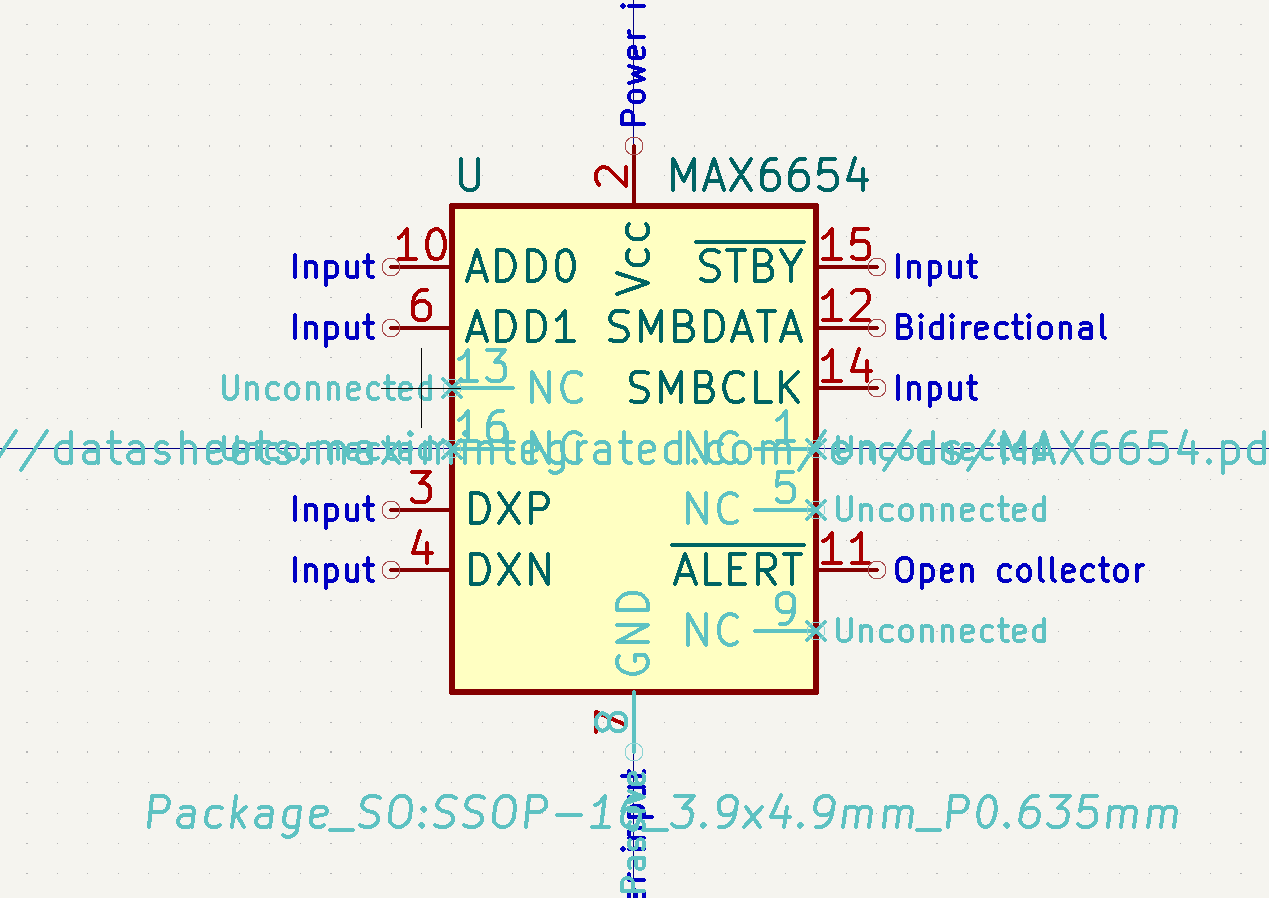 Power i
U
2
MAX6654
Input 10 ADD0
Vcc
STBY 15 Input
Input 6 ADD1
SMBDATA 12 Bidirectional
Unconnected 13 NC
SMBCLK 14 Input
Unconnected 16 NC
NC 1 Unconnected
//datasheets.maximintegrated.com/en/ds/MAX6654.pd
Input 3 DXP
NC 5 Unconnected
Input 4 DXN
ALERT 11 Open collector
GND
NC 9 Unconnected
7
8
Package_SO:SSOP-16_3.9x4.9mm_P0.635mm
Passive